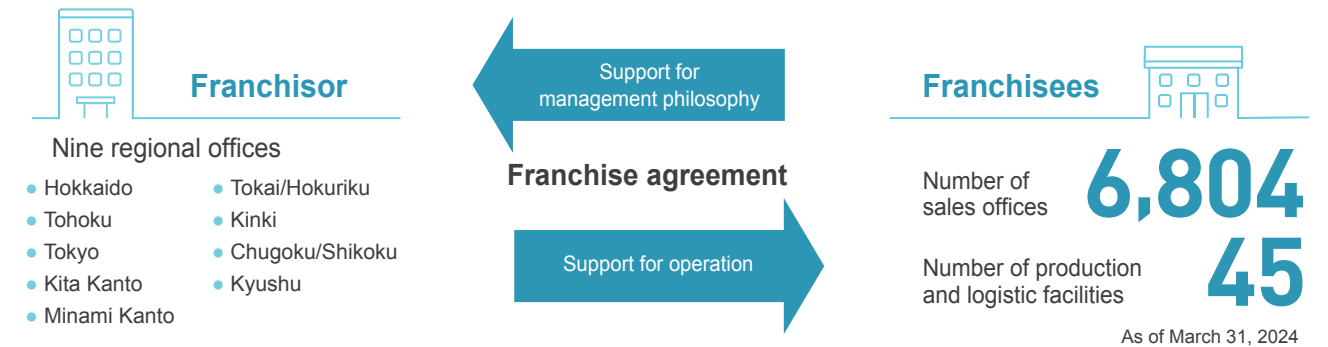 Franchisor
Nine regional offices
Hokkaido
Tohoku
Tokyo
Kita Kanto
Minami Kanto
Tokai/Hokuriku
Kinki
Chugoku/Shikoku
Kyushu
Support for
management philosophy
Franchise agreement
Support for operation
Franchisees
Number of
sales offices
6,804
Number of production
and logistic facilities
45
As of March 31, 2024